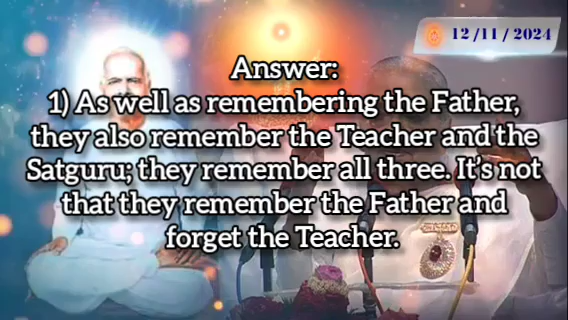 12/11/2024
Answer:
1) As well as remembering the Father,
they also remember the Teacher and the
Satguru; they remember all three. It's not
that they remember the Father and
forget the Teacher.